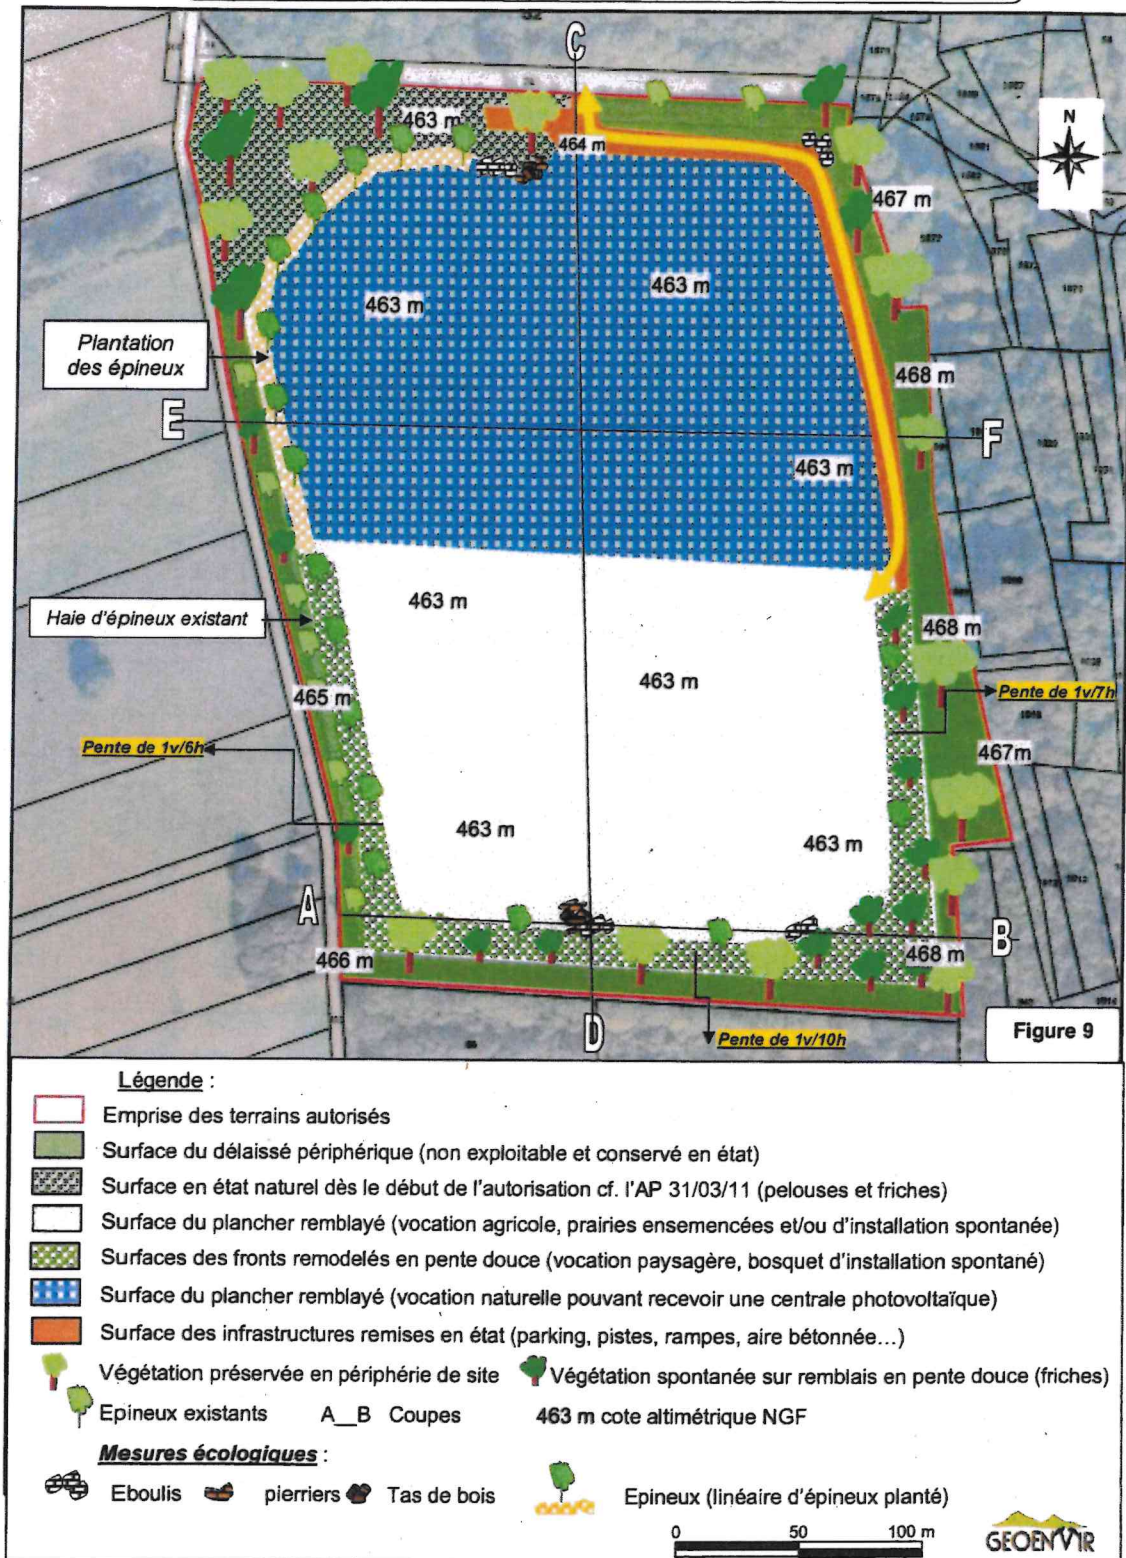 C
N
463 m
464 m
467 m
463 m
463 m
Plantation
des épineux
468 m
E
F
463 m
463 m
Haie d'épineux existant
468 m
463 m
465 m
Pente de 1v/7h
Pente de 1v/6h
467m
463 m
463 m
A
B
466 m
468 m
D
Pente de 1v/10h
Figure 9
Légende :
Emprise des terrains autorisés
Surface du délaissé périphérique (non exploitable et conservé en état)
Surface en état naturel dès le début de l'autorisation cf. l'AP 31/03/11 (pelouses et friches)
Surface du plancher remblayé (vocation agricole, prairies ensemencées et/ou d'installation spontanée)
Surfaces des fronts remodelés en pente douce (vocation paysagère, bosquet d'installation spontané)
Surface du plancher remblayé (vocation naturelle pouvant recevoir une centrale photovoltaïque)
Surface des infrastructures remises en état (parking, pistes, rampes, aire bétonnée...)
Végétation préservée en périphérie de site Végétation spontanée sur remblais en pente douce (friches)
Epineux existants A__B Coupes 463 m cote altimétrique NGF
Mesures écologiques :
Eboulis pierriers Tas de bois Epineux (linéaire d'épineux planté)
0 50 100 m
GEOENVIR